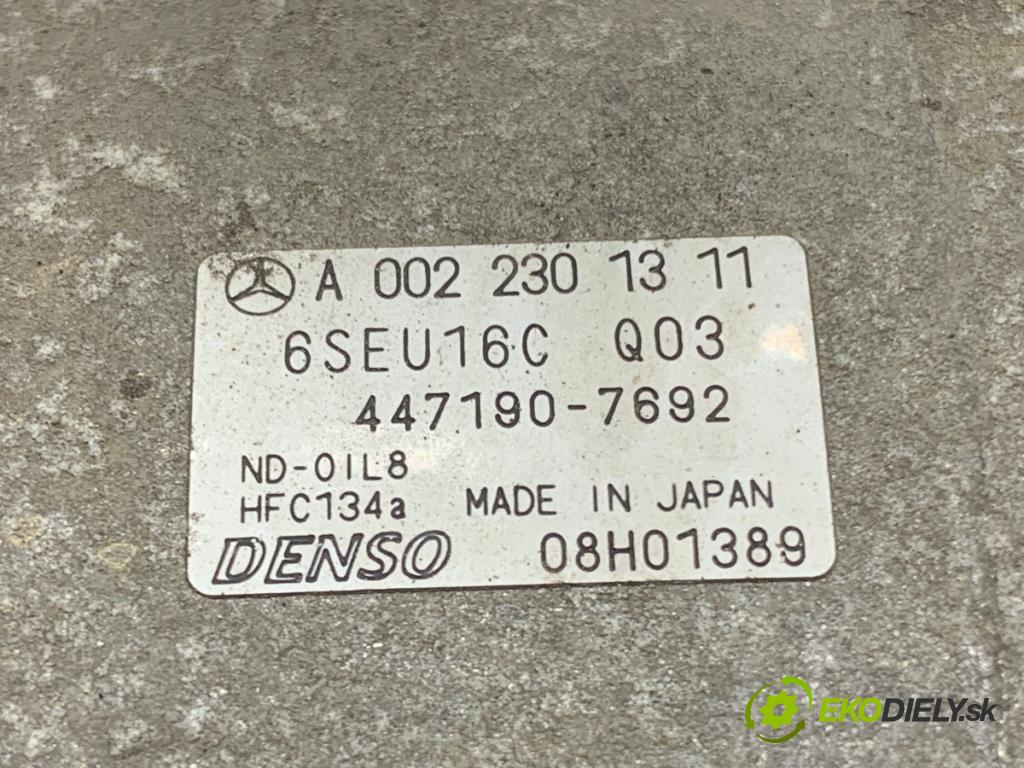 A 002 230 13 11
6SEU16C Q03
447190-7692
ND-OIL8
HFC134a MADE IN JAPAN
DENSO 08H01389
EKODIELY.sk